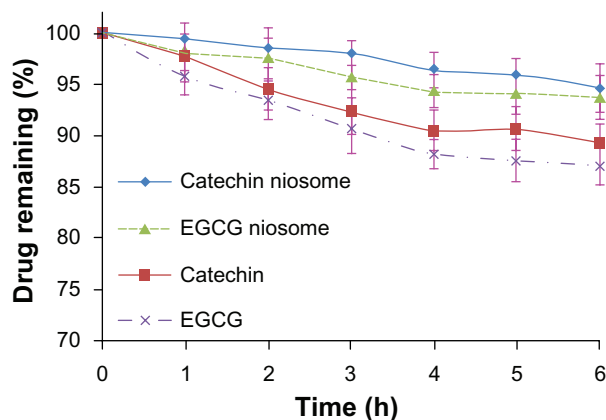 Drug remaining (%)
100
95
90
85
80
75
70
Catechin niosome
EGCG niosome
Catechin
EGCG
0 1 2 3 4 5 6
Time (h)